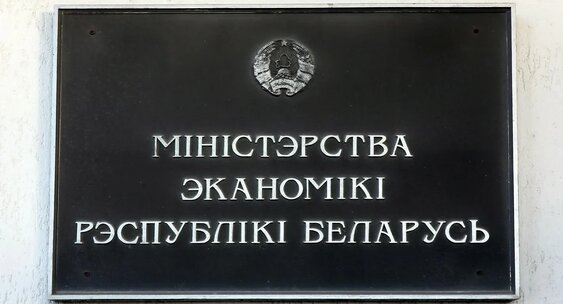 МІНІСТЭРСТВА
ЭКАНОМІКІ
РЭСПУБЛІКІ БЕЛАРУСЬ